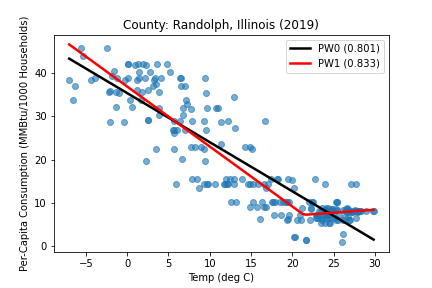 County: Randolph, Illinois (2019)
Per-Capita Consumption (MMBtu/1000 Households)
40
30
20
10
0
PW0 (0.801)
PW1 (0.833)
−5 0 5 10 15 20 25 30
Temp (deg C)